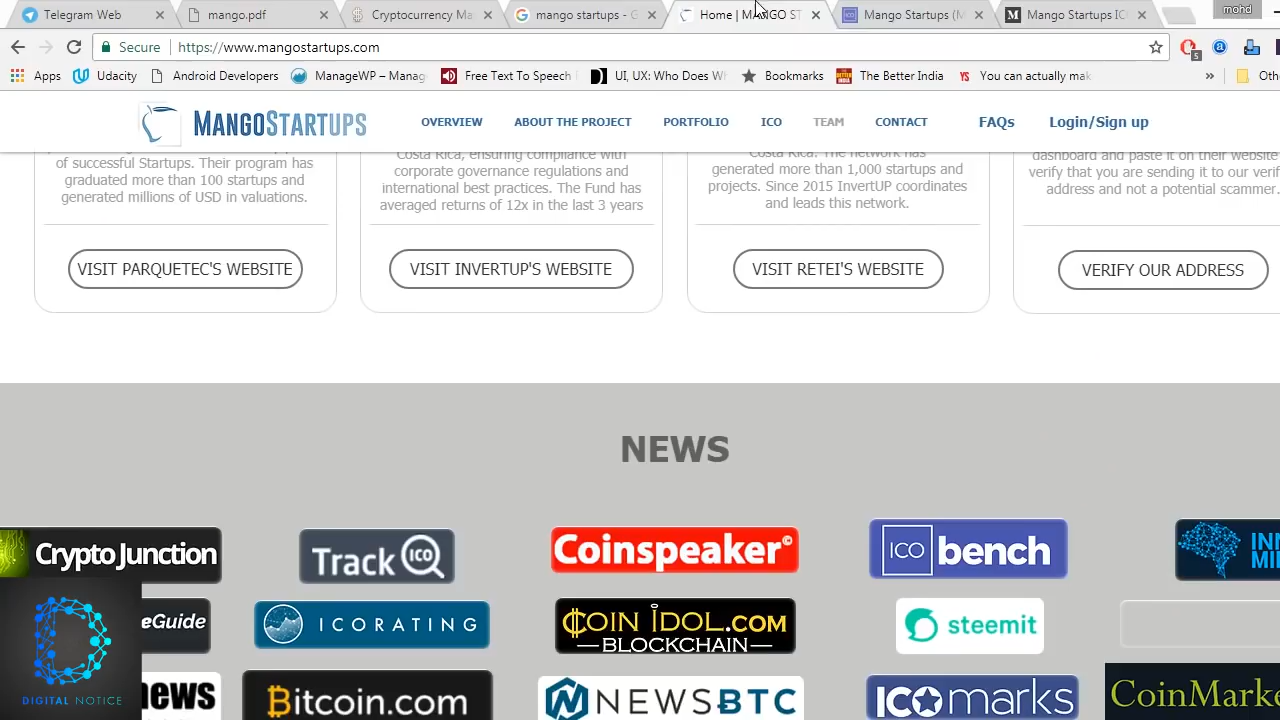 Telegram Web
mango.pdf
Cryptocurrency Ma
mango startups - G
Home | MANGO ST
Mango Startups (M
Mango Startups IC
mohd
Secure
https://www.mangostartups.com
5
Apps
Udacity
Android Developers
ManageWP – Manag
Free Text To Speech
UI, UX: Who Does W
Bookmarks
The Better India
YS
You can actually mak
»
Oth
MANGOSTARTUPS
OVERVIEW
ABOUT THE PROJECT
PORTFOLIO
ICO
TEAM
CONTACT
FAQs
Login/Sign up
of successful Startups. Their program has
graduated more than 100 startups and
generated millions of USD in valuations.
Costa Rica, ensuring compliance with
corporate governance regulations and
international best practices. The Fund has
averaged returns of 12x in the last 3 years
Costa Rica. The network has
generated more than 1,000 startups and
projects. Since 2015 InvertUP coordinates
and leads this network.
dashboard and paste it on their website
verify that you are sending it to our verif
address and not a potential scammer.
VISIT PARQUETEC'S WEBSITE
VISIT INVERTUP'S WEBSITE
VISIT RETEI'S WEBSITE
VERIFY OUR ADDRESS
NEWS
CryptoJunction
Track ICO
Coinspeaker©
ICO bench
INN
MIN
eGuide
ICORATING
COIN IDOL.COM
BLOCKCHAIN
steemit
DIGITAL NOTICE
news
Bitcoin.com
NEWSBTC
ICOmarks
CoinMarke